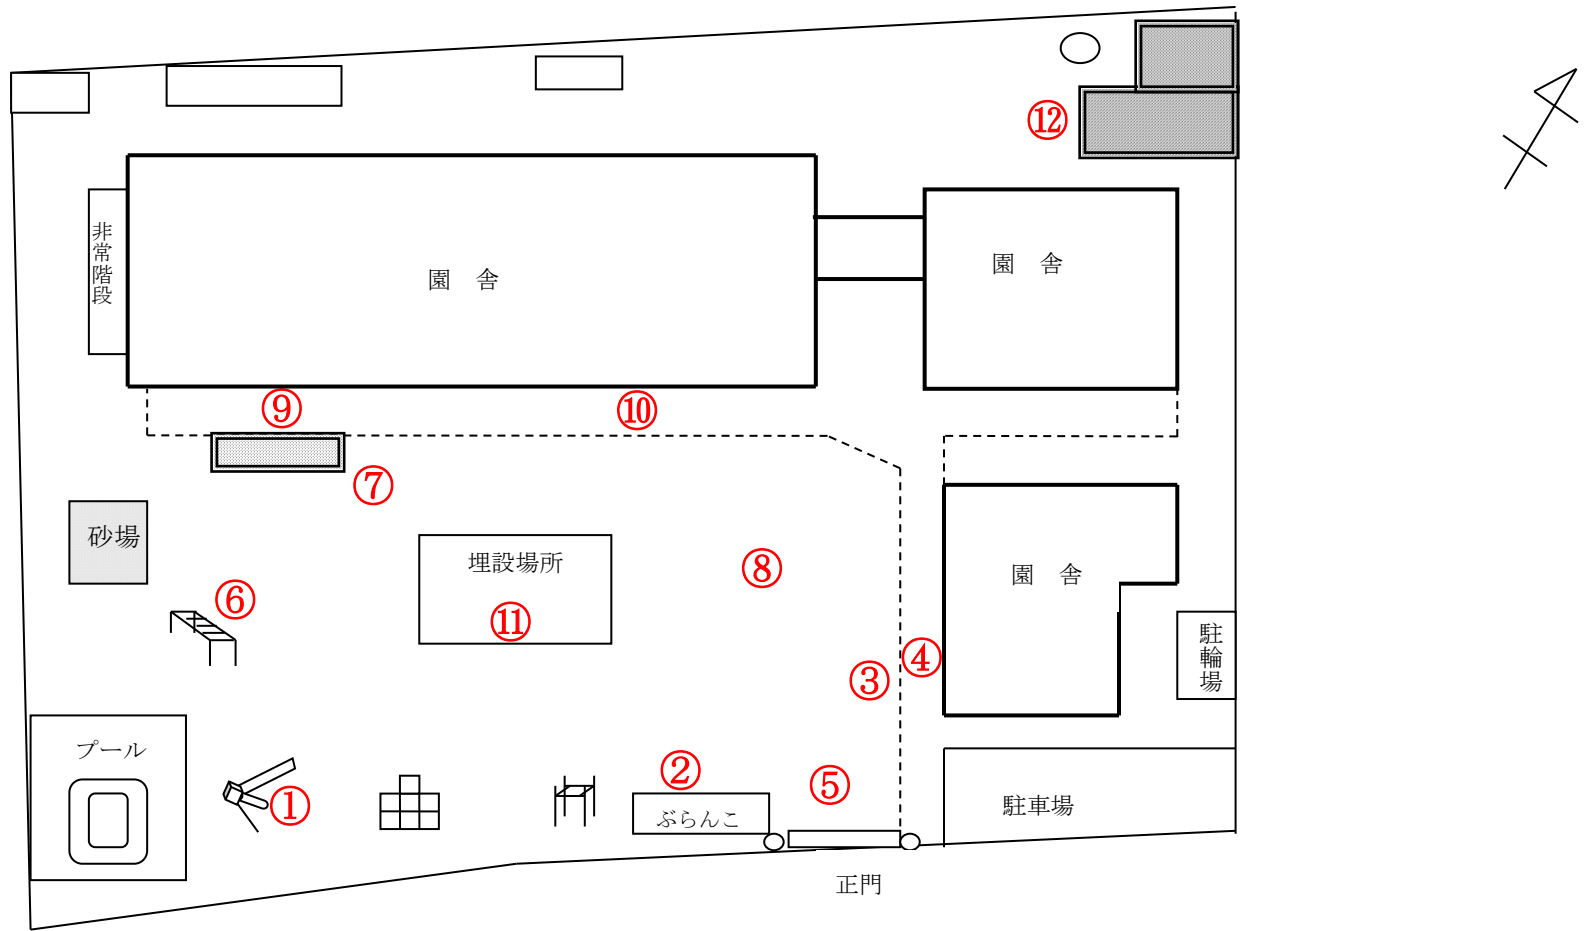 ⑫
非常階段
園　舎
園　舎
⑨
⑩
⑦
砂場
埋設場所
⑧
園　舎
⑥
⑪
③
④
駐輪場
プール
①
②
⑤
ぶらんこ
駐車場
正門